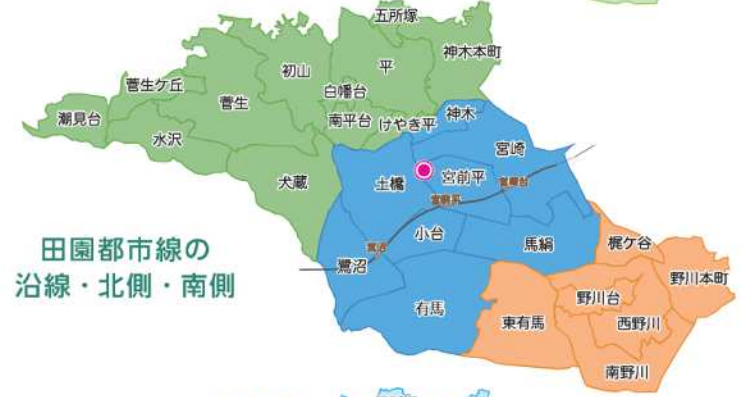 五所塚
神木本町
平
初山
白幡台
菅生ケ丘
菅生
潮見台
水沢
南平台
けやき平
神木
宮崎
犬蔵
土橋
宮前平
宮崎台
宮前平
小台
馬絹
鷺沼
鷺沼
有馬
梶ケ谷
野川本町
野川台
西野川
東有馬
南野川
田園都市線の
沿線・北側・南側